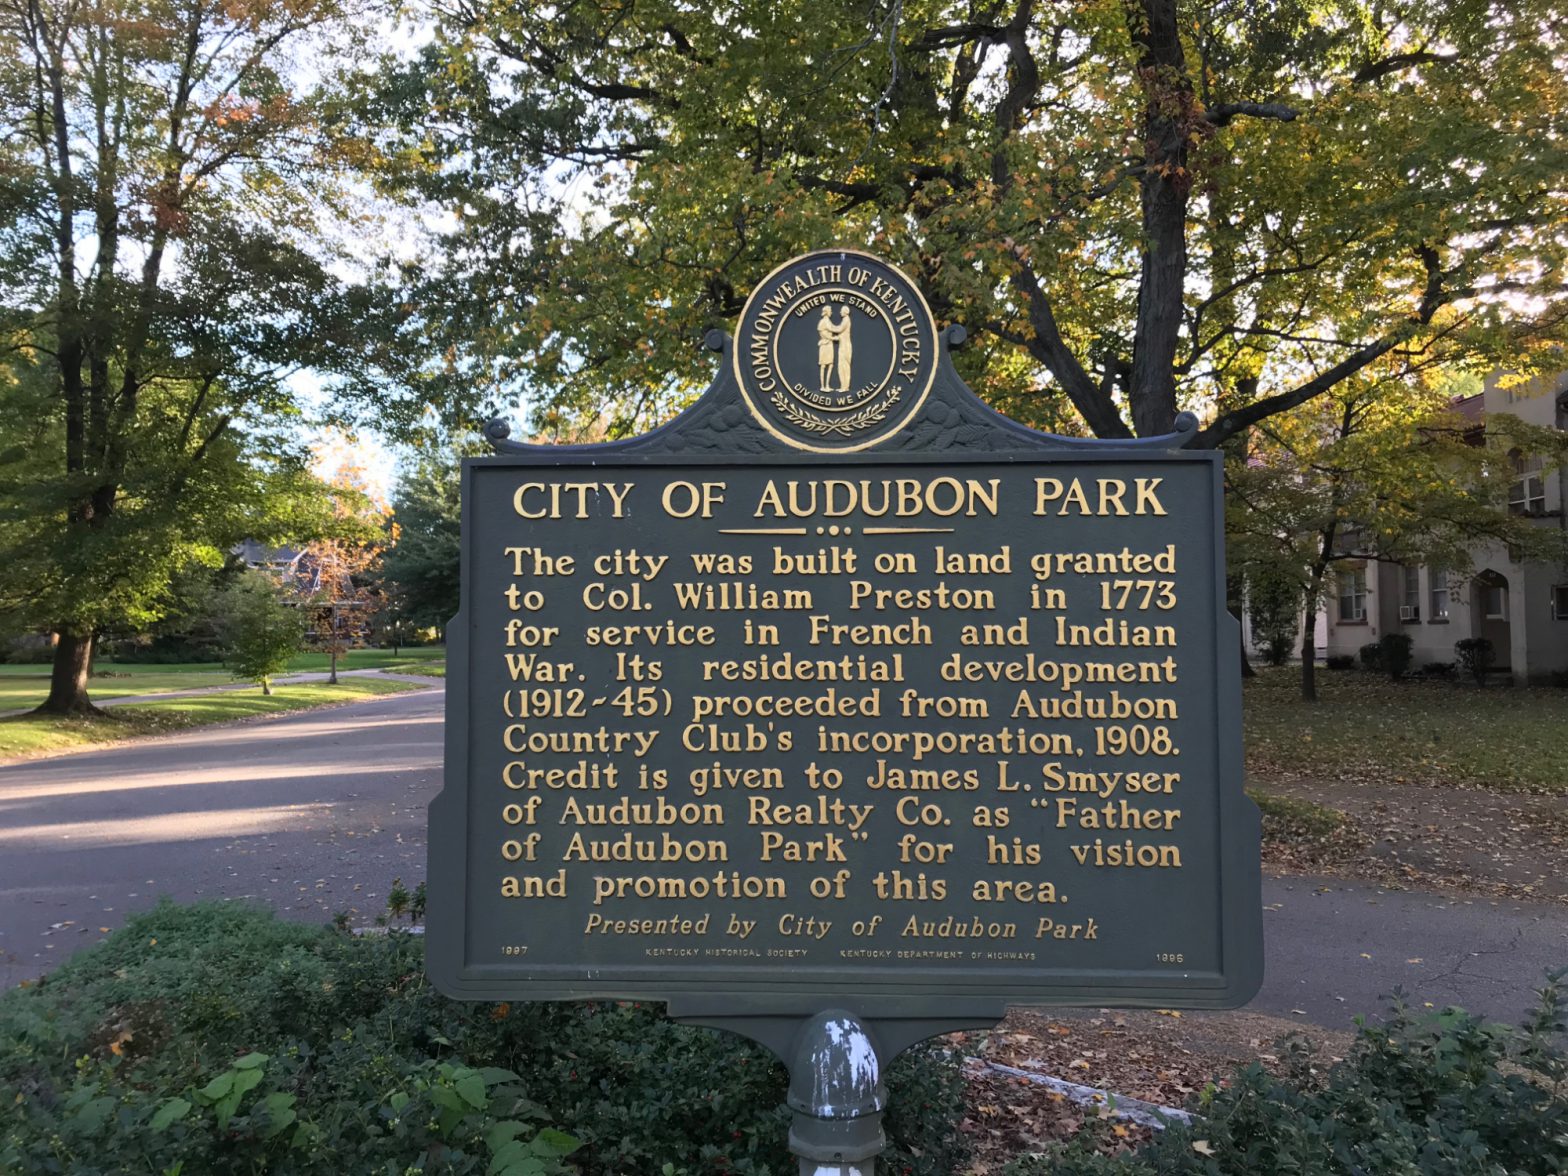 COMMONWEALTH OF KENTUCKY
UNITED WE STAND
DIVIDED WE FALL
CITY OF AUDUBON PARK
The city was built on land granted
to Col. William Preston in 1773
for service in French and Indian
War. Its residential development
(1912-45) proceeded from Audubon
Country Club's incorporation, 1908.
Credit is given to James L. Smyser
of Audubon Realty Co. as "Father
of Audubon Park" for his vision
and promotion of this area.
Presented by City of Audubon Park
KENTUCKY HISTORICAL SOCIETY KENTUCKY DEPARTMENT OF HIGHWAYS